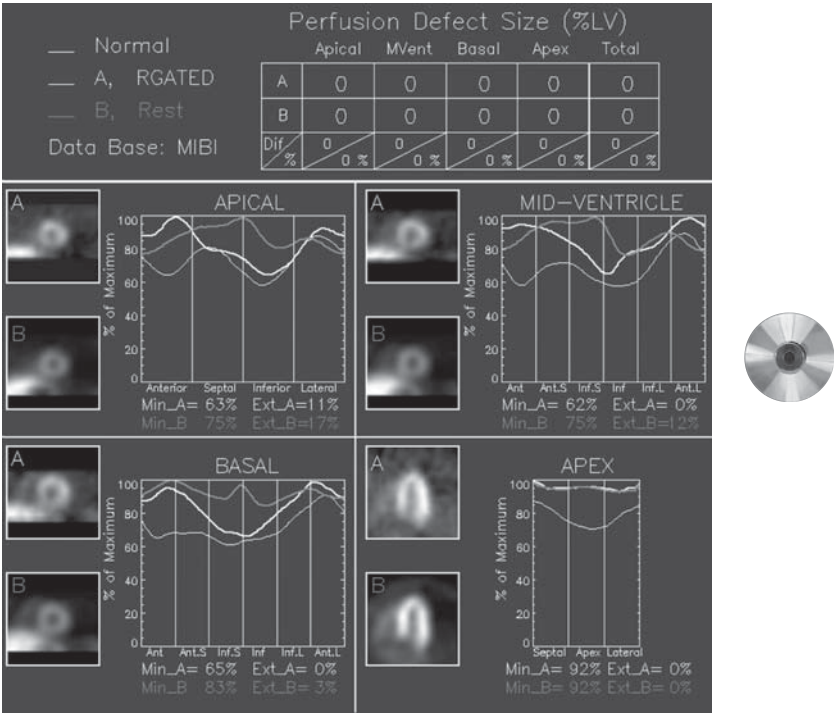 Perfusion Defect Size (%LV)
Normal
A, RGATED
B, Rest
Data Base: MIBI
Apical MVent Basal Apex Total
A 0 0 0 0 0
B 0 0 0 0 0
Dif % 0 0 % 0 0 % 0 0 % 0 0 % 0 0 %
A
B
APICAL
% of Maximum
100
80
60
40
20
0
Anterior Septal Inferior Lateral
Min_A= 63% Ext_A=11%
Min_B 75% Ext_B=17%
A
B
MID-VENTRICLE
% of Maximum
100
80
60
40
20
0
Ant Ant.S Inf.S Inf Inf.L Ant.L
Min_A= 62% Ext_A= 0%
Min_B 75% Ext_B=12%
A
B
BASAL
% of Maximum
100
80
60
40
20
0
Ant Ant.S Inf.S Inf Inf.L Ant.L
Min_A= 65% Ext_A= 0%
Min_B 83% Ext_B= 3%
A
B
APEX
% of Maximum
100
80
60
40
20
0
Septal Apex Lateral
Min_A= 92% Ext_A= 0%
Min_B= 92% Ext_B= 0%